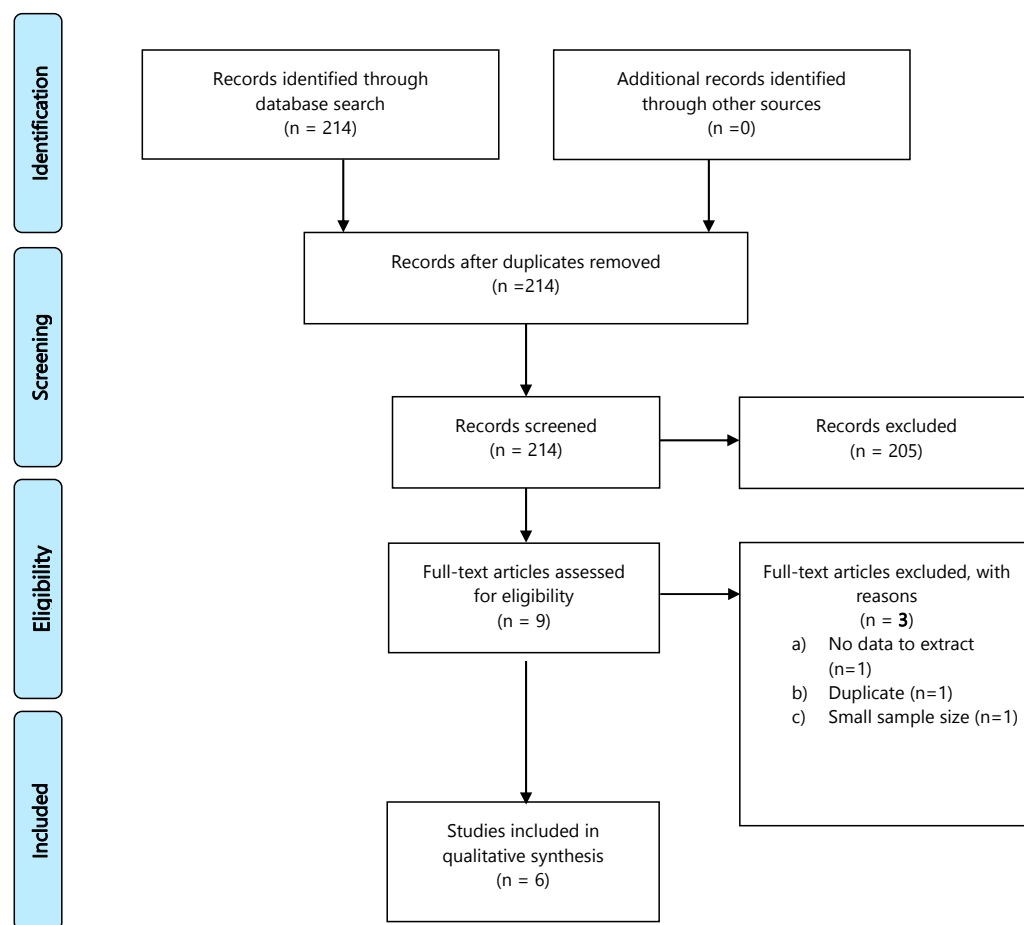 Identification
Records identified through
database search
(n = 214)
Additional records identified
through other sources
(n =0)
Records after duplicates removed
(n =214)
Screening
Records screened
(n = 214)
Records excluded
(n = 205)
Eligibility
Full-text articles assessed
for eligibility
(n = 9)
Full-text articles excluded, with
reasons
(n = 3)
a) No data to extract
(n=1)
b) Duplicate (n=1)
c) Small sample size (n=1)
Included
Studies included in
qualitative synthesis
(n = 6)